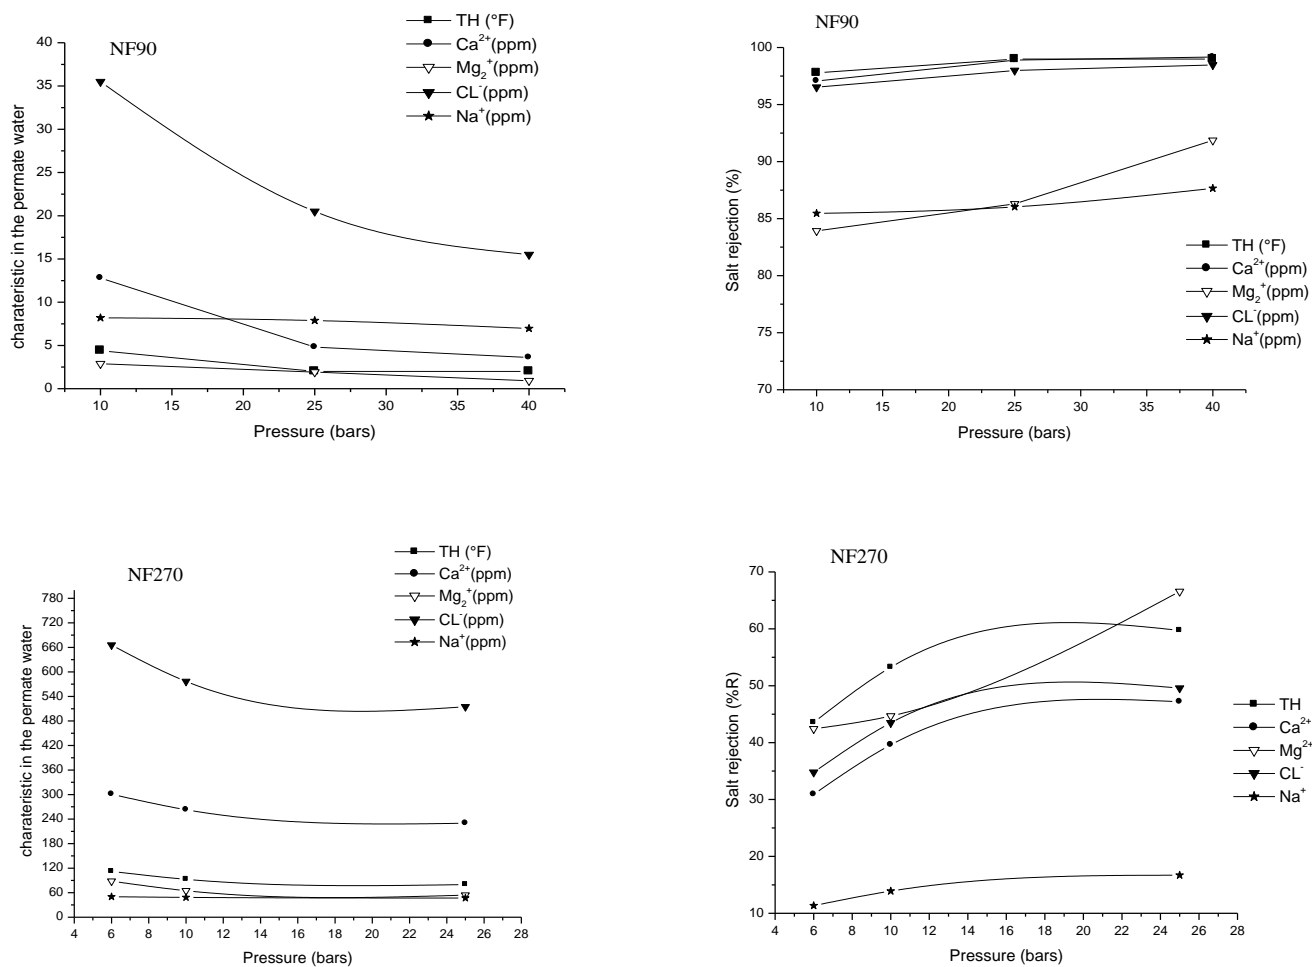 NF90
TH (°F)
Ca²⁺(ppm)
Mg₂⁺(ppm)
CL⁻(ppm)
Na⁺(ppm)
charateristic in the permate water
40
35
30
25
20
15
10
5
0
10 15 20 25 30 35 40
Pressure (bars)
NF90
Salt rejection (%)
100
95
90
85
80
75
70
TH (°F)
Ca²⁺(ppm)
Mg₂⁺(ppm)
CL⁻(ppm)
Na⁺(ppm)
10 15 20 25 30 35 40
Pressure (bars)
NF270
TH (°F)
Ca²⁺(ppm)
Mg₂⁺(ppm)
CL⁻(ppm)
Na⁺(ppm)
charateristic in the permate water
780
720
660
600
540
480
420
360
300
240
180
120
60
0
4 6 8 10 12 14 16 18 20 22 24 26 28
Pressure (bars)
NF270
Salt rejection (%R)
70
60
50
40
30
20
10
TH
Ca²⁺
Mg²⁺
CL⁻
Na⁺
4 6 8 10 12 14 16 18 20 22 24 26 28
Pressure (bars)